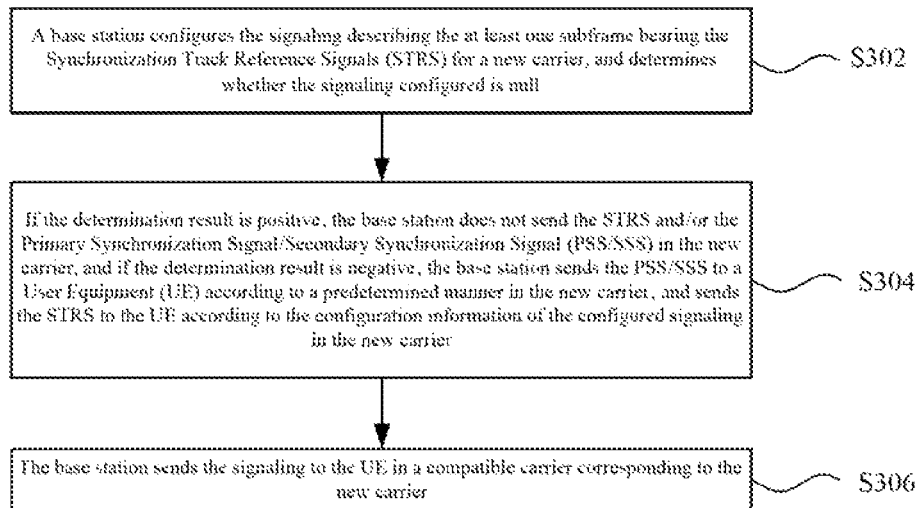 A base station configures the signaling describing the at least one subframe bearing the
Synchronization Track Reference Signals (STRS) for a new carrier, and determines
whether the signaling configured is null
S302
If the determination result is positive, the base station does not send the STRS and/or the
Primary Synchronization Signal/Secondary Synchronization Signal (PSS/SSS) in the new
carrier, and if the determination result is negative, the base station sends the PSS/SSS to a
User Equipment (UE) according to a predetermined manner in the new carrier, and sends
the STRS to the UE according to the configuration information of the configured signaling
in the new carrier
S304
The base station sends the signaling to the UE in a compatible carrier corresponding to the
new carrier
S306